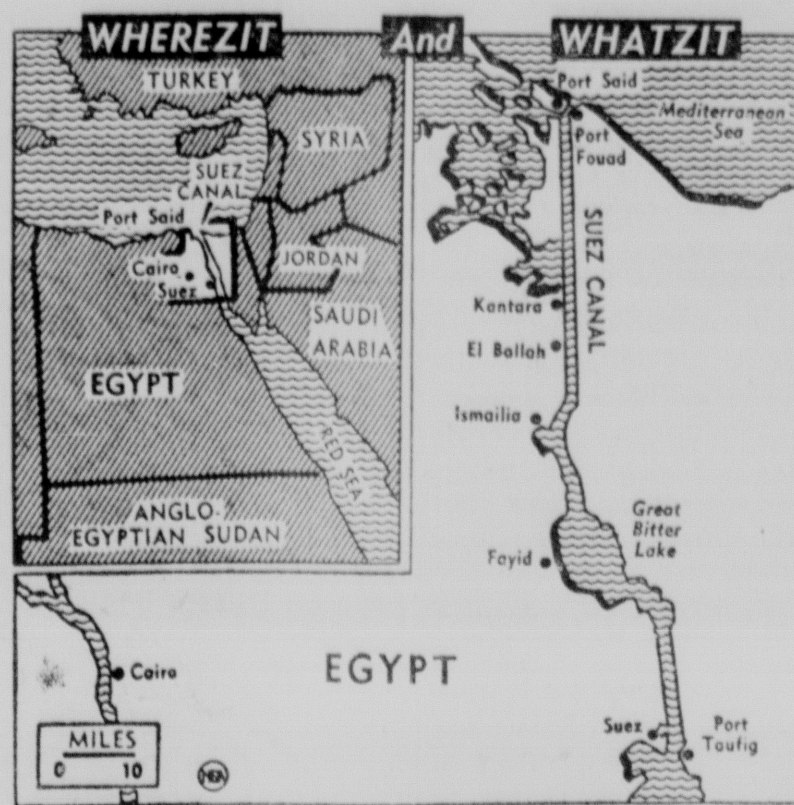 WHEREZIT And WHATZIT
TURKEY
SYRIA
SUEZ
CANAL
Port Said
Cairo
Suez
JORDAN
SAUDI
ARABIA
EGYPT
RED SEA
ANGLO-
EGYPTIAN SUDAN
Port Said
Mediterranean
Sea
Port
Fouad
SUEZ CANAL
Kantara
El Ballah
Ismailia
Great
Bitter
Lake
Fayid
Cairo
EGYPT
Suez
Port
Taufig
MILES
0 10
NEA